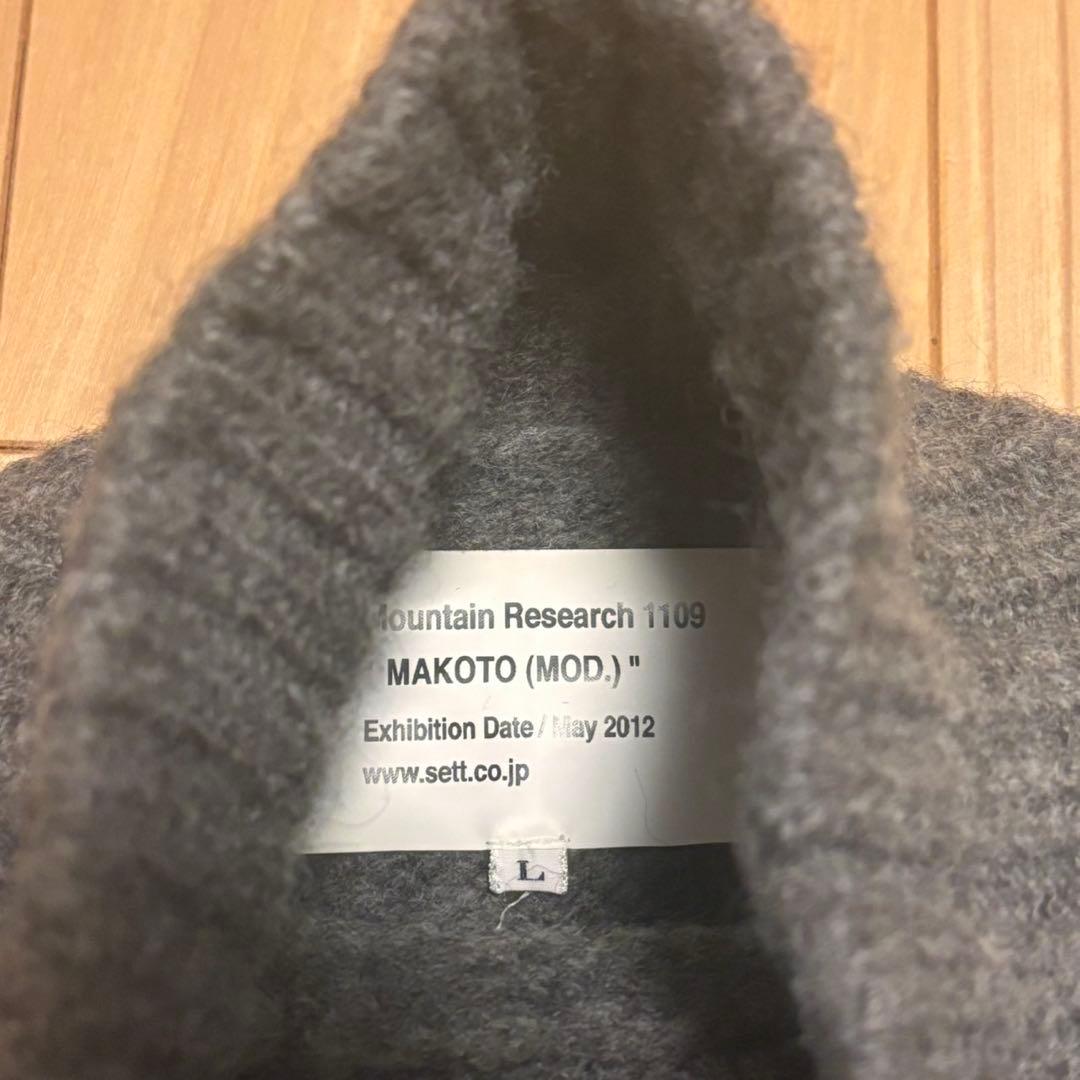 Mountain Research 1109
MAKOTO (MOD.) "
Exhibition Date / May 2012
www.sett.co.jp
L